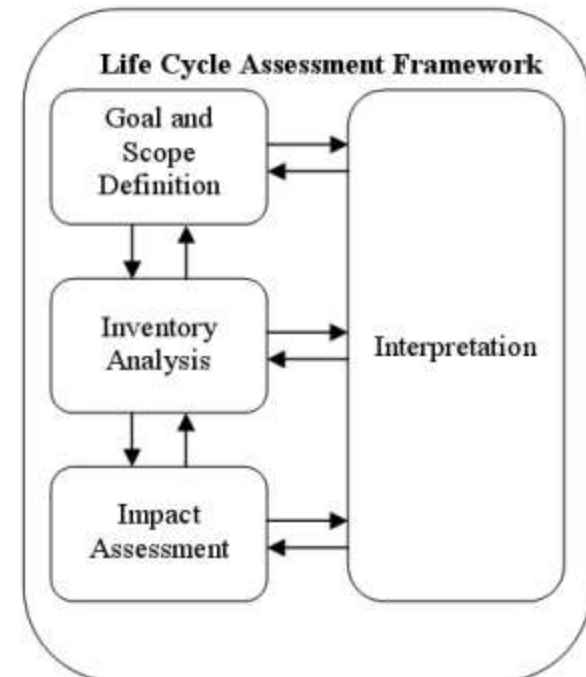 Life Cycle Assessment Framework
Goal and
Scope
Definition
Inventory
Analysis
Interpretation
Impact
Assessment